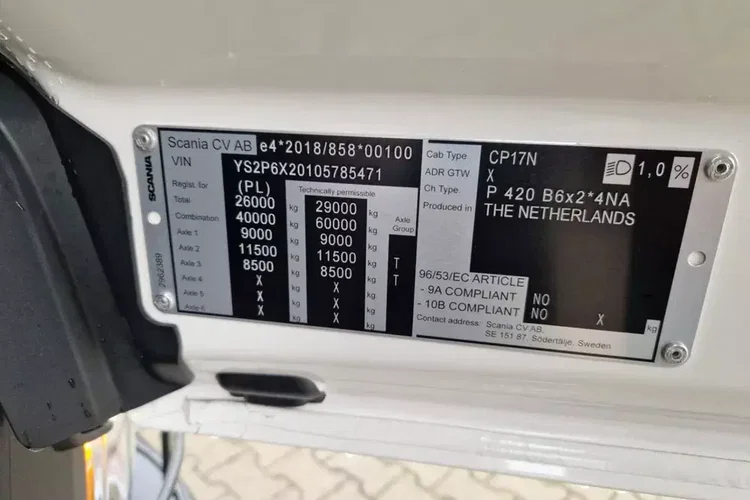 SCANIA
2962389
Scania CV AB e4*2018/858*00100
VIN YS2P6X20105785471
Regist. for (PL) Technically permissible
Total 26000 kg 29000 kg Axle Group
Combination 40000 kg 60000 kg
Axle 1 9000 kg 9000 kg
Axle 2 11500 kg 11500 kg T
Axle 3 8500 kg 8500 kg T
Axle 4 X kg X kg
Axle 5 X kg X kg
Axle 6 X kg X kg
Cab Type CP17N 1,0 %
ADR GTW X
Ch Type P 420 B6x2*4NA
Produced in THE NETHERLANDS
96/53/EC ARTICLE
- 9A COMPLIANT NO
- 10B COMPLIANT NO X kg
Contact address: Scania CV AB,
SE 151 87, Södertälje, Sweden